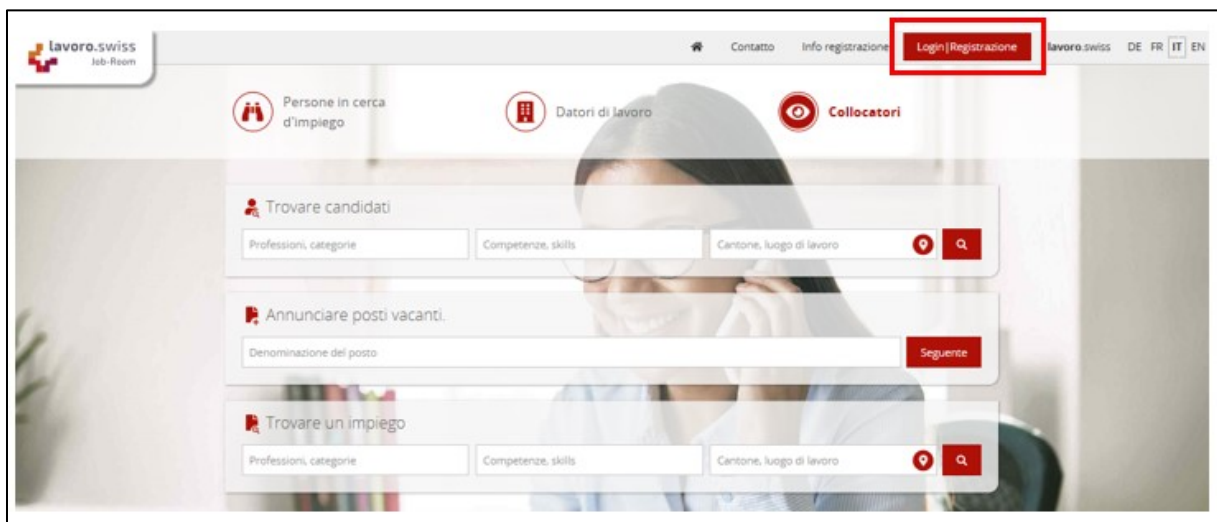 lavoro.swiss
Job-Room
Contatto Info registrazione Login|Registrazione lavoro.swiss DE FR IT EN
Persone in cerca
d'impiego
Datori di lavoro
Collocatori
Trovare candidati
Professioni, categorie Competenze, skills Cantone, luogo di lavoro
Annunciare posti vacanti.
Denominazione del posto Seguente
Trovare un impiego
Professioni, categorie Competenze, skills Cantone, luogo di lavoro